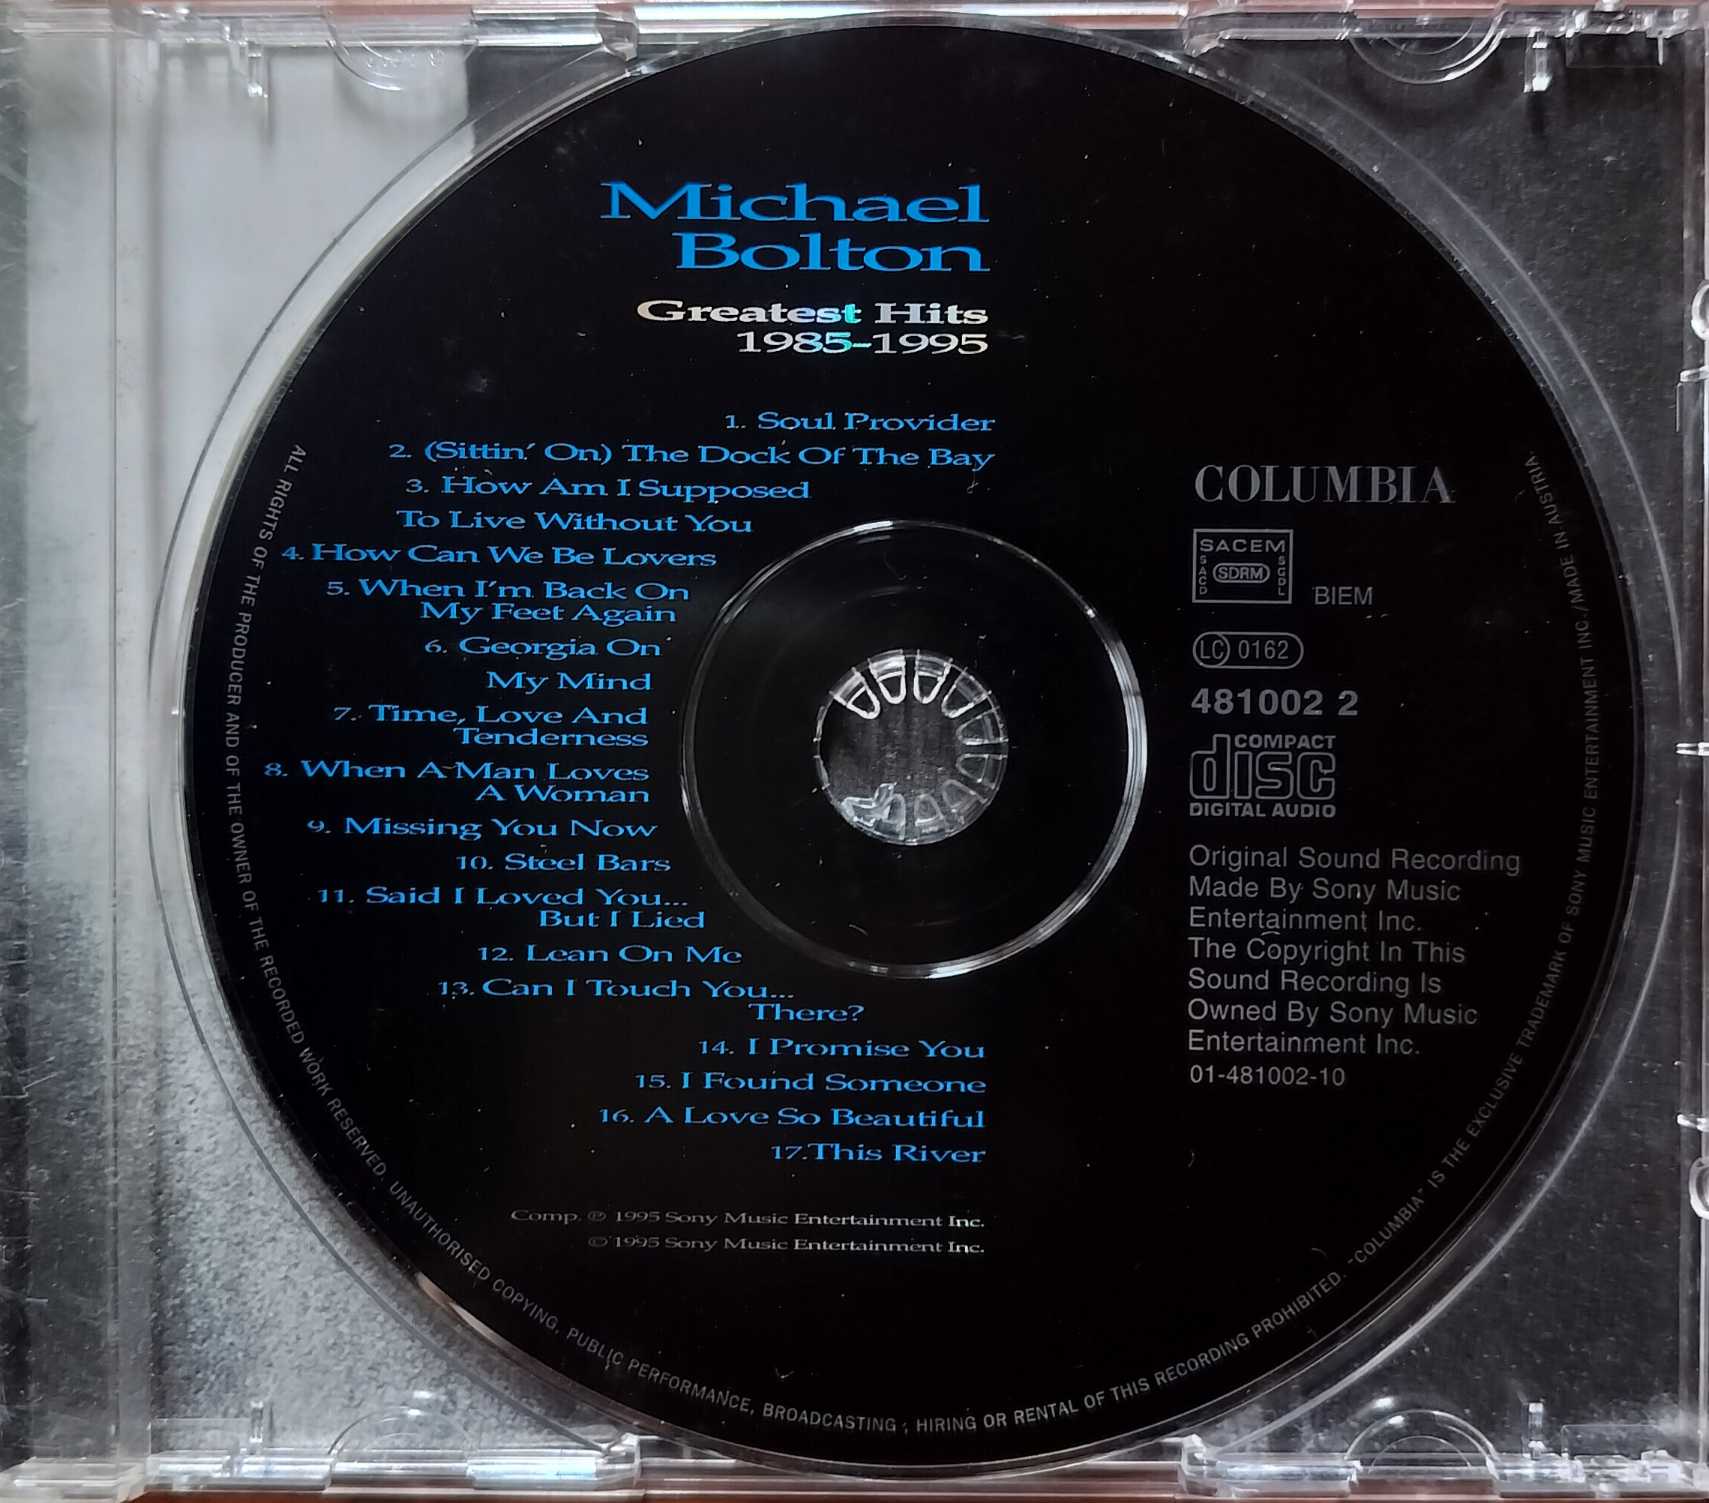 Michael
Bolton
Greatest Hits
1985-1995
1. Soul Provider
2. (Sittin' On) The Dock Of The Bay
3. How Am I Supposed
To Live Without You
4. How Can We Be Lovers
5. When I'm Back On
My Feet Again
6. Georgia On
My Mind
7. Time, Love And
Tenderness
8. When A Man Loves
A Woman
9. Missing You Now
10. Steel Bars
11. Said I Loved You...
But I Lied
12. Lean On Me
13. Can I Touch You...
There?
14. I Promise You
15. I Found Someone
16. A Love So Beautiful
17. This River
Comp. ℗ 1995 Sony Music Entertainment Inc.
© 1995 Sony Music Entertainment Inc.
COLUMBIA
SACEM
SACD
SDRM
SGDL
BIEM
LC 0162
481002 2
COMPACT
disc
DIGITAL AUDIO
Original Sound Recording
Made By Sony Music
Entertainment Inc.
The Copyright In This
Sound Recording Is
Owned By Sony Music
Entertainment Inc.
01-481002-10
ALL RIGHTS OF THE PRODUCER AND OF THE OWNER OF THE RECORDED WORK RESERVED. UNAUTHORISED COPYING, PUBLIC PERFORMANCE, BROADCASTING, HIRING OR RENTAL OF THIS RECORDING PROHIBITED. "COLUMBIA" IS THE EXCLUSIVE TRADEMARK OF SONY MUSIC ENTERTAINMENT INC./MADE IN AUSTRIA.